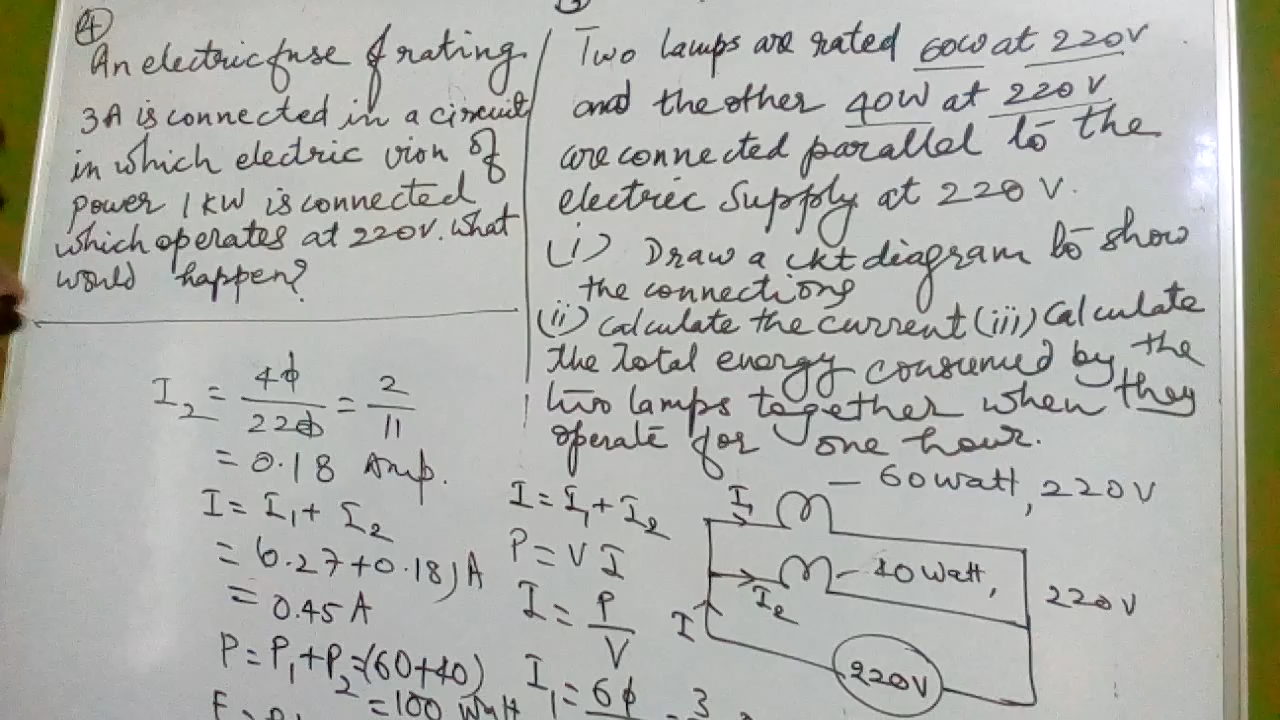 4
An electric fuse of rating
3A is connected in a circuit
in which electric viron of
power 1 KW is connected
which operates at 220V. What
would happen?
Two lamps are rated 60W at 220V
and the other 40W at 220V
are connected parallel to the
electric Supply at 220 V.
(i) Draw a ckt diagram to show
the connections
(ii) Calculate the current (iii) Calculate
the Total energy consumed by the
two lamps together when they
operate for one hour.
I2 = 40/220 = 2/11
= 0.18 Amp.
I = I1 + I2
= 0.27+0.18)A
= 0.45 A
P = P1 + P2 = (60+40)
= 100 Watt
I = I1 + I2
P = V I
I = P/V
I1 = 60
3
I1 - 60 watt, 220V
I2 - 40 Watt,
220V
I
220V